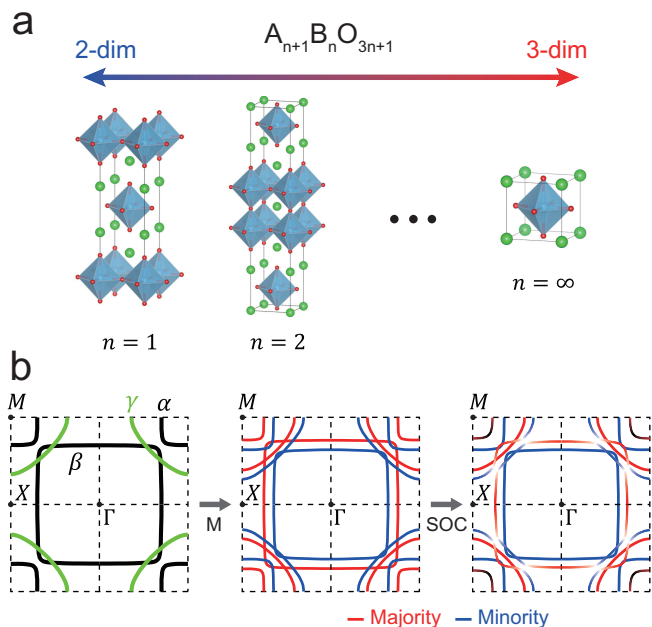 a
Aₙ₊₁BₙO₃ₙ₊₁
2-dim 3-dim
n = 1 n = 2 n = ∞
b
M γ α M M
β
X Γ X Γ X Γ
M SOC
Majority Minority